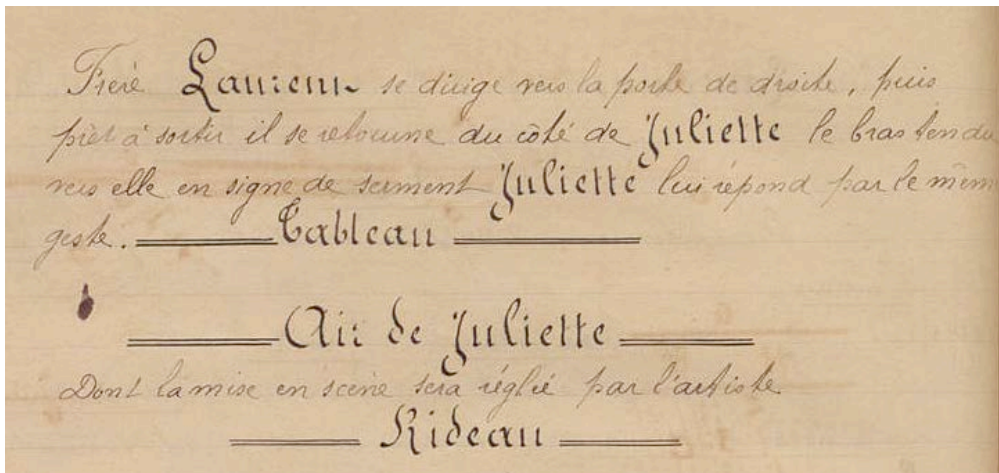 Frère Laurent se dirige vers la porte de droite, puis
prêt à sortir il se retourne du côté de Juliette le bras tendu
vers elle en signe de serment Juliette lui répond par le mêm
geste. Tableau
Air de Juliette
Dont la mise en scène sera réglée par l'artiste
Rideau